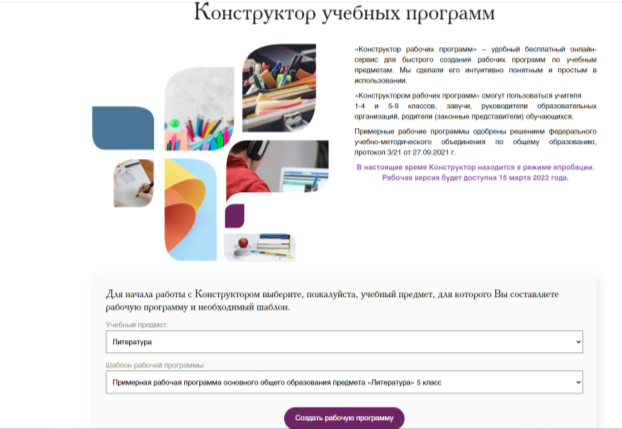 Конструктор учебных программ
«Конструктор рабочих программ» – удобный бесплатный онлайн-
сервис для быстрого создания рабочих программ по учебным
предметам. Мы сделали его интуитивно понятным и простым в
использовании.
«Конструктором рабочих программ» смогут пользоваться учителя
1-4 и 5-9 классов, завучи, руководители образовательных
организаций, родители (законные представители) обучающихся.
Примерные рабочие программы одобрены решением федерального
учебно-методического объединения по общему образованию,
протокол 3/21 от 27.09.2021 г.
В настоящее время Конструктор находится в режиме апробации.
Рабочая версия будет доступна 15 марта 2022 года.
Для начала работы с Конструктором выберите, пожалуйста, учебный предмет, для которого Вы составляете
рабочую программу и необходимый шаблон.
Учебный предмет:
Литература
Шаблон рабочей программы:
Примерная рабочая программа основного общего образования предмета «Литература» 5 класс
Создать рабочую программу